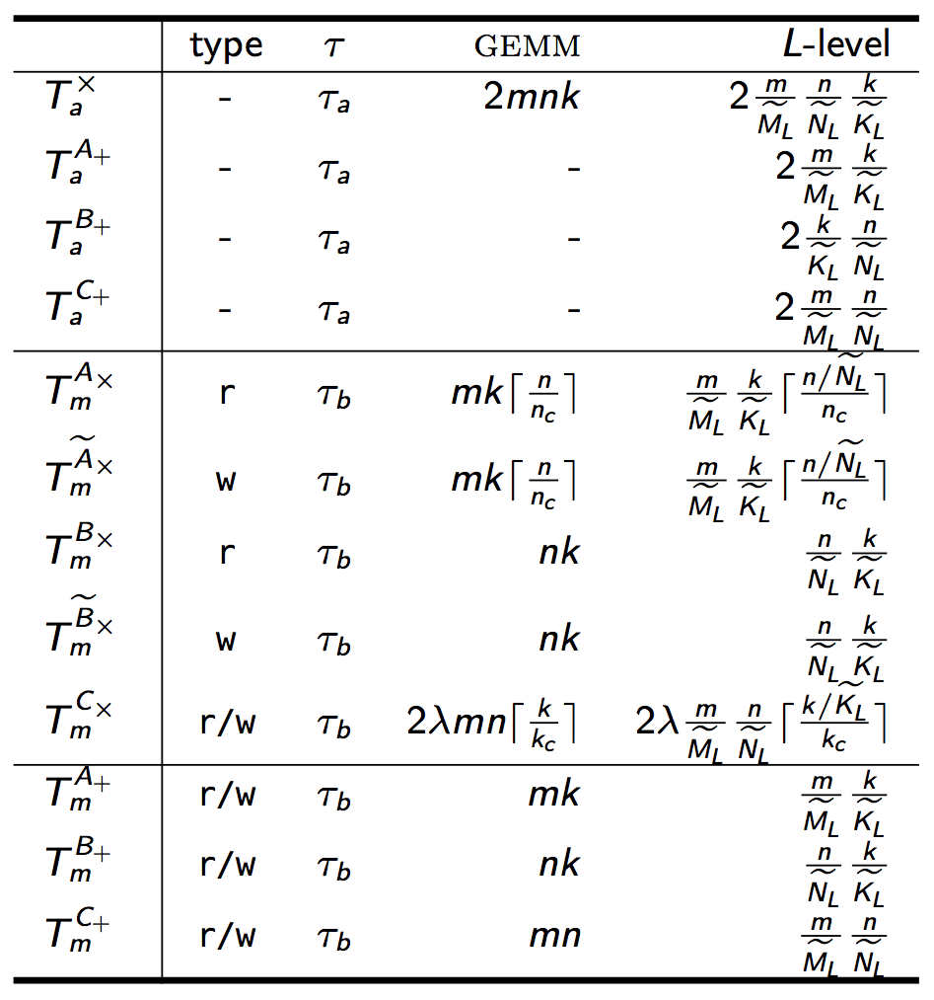 type τ GEMM L-level
T_a^× - τ_a 2mnk 2 m/M̃_L n/Ñ_L k/K̃_L
T_a^{A+} - τ_a - 2 m/M̃_L k/K̃_L
T_a^{B+} - τ_a - 2 k/K̃_L n/Ñ_L
T_a^{C+} - τ_a - 2 m/M̃_L n/Ñ_L
T_m^{A×} r τ_b mk⌈n/n_c⌉ m/M̃_L k/K̃_L ⌈(n/Ñ_L)/n_c⌉
T_m^{Ã×} w τ_b mk⌈n/n_c⌉ m/M̃_L k/K̃_L ⌈(n/Ñ_L)/n_c⌉
T_m^{B×} r τ_b nk n/Ñ_L k/K̃_L
T_m^{B̃×} w τ_b nk n/Ñ_L k/K̃_L
T_m^{C×} r/w τ_b 2λmn⌈k/k_c⌉ 2λ m/M̃_L n/Ñ_L ⌈(k/K̃_L)/k_c⌉
T_m^{A+} r/w τ_b mk m/M̃_L k/K̃_L
T_m^{B+} r/w τ_b nk n/Ñ_L k/K̃_L
T_m^{C+} r/w τ_b mn m/M̃_L n/Ñ_L